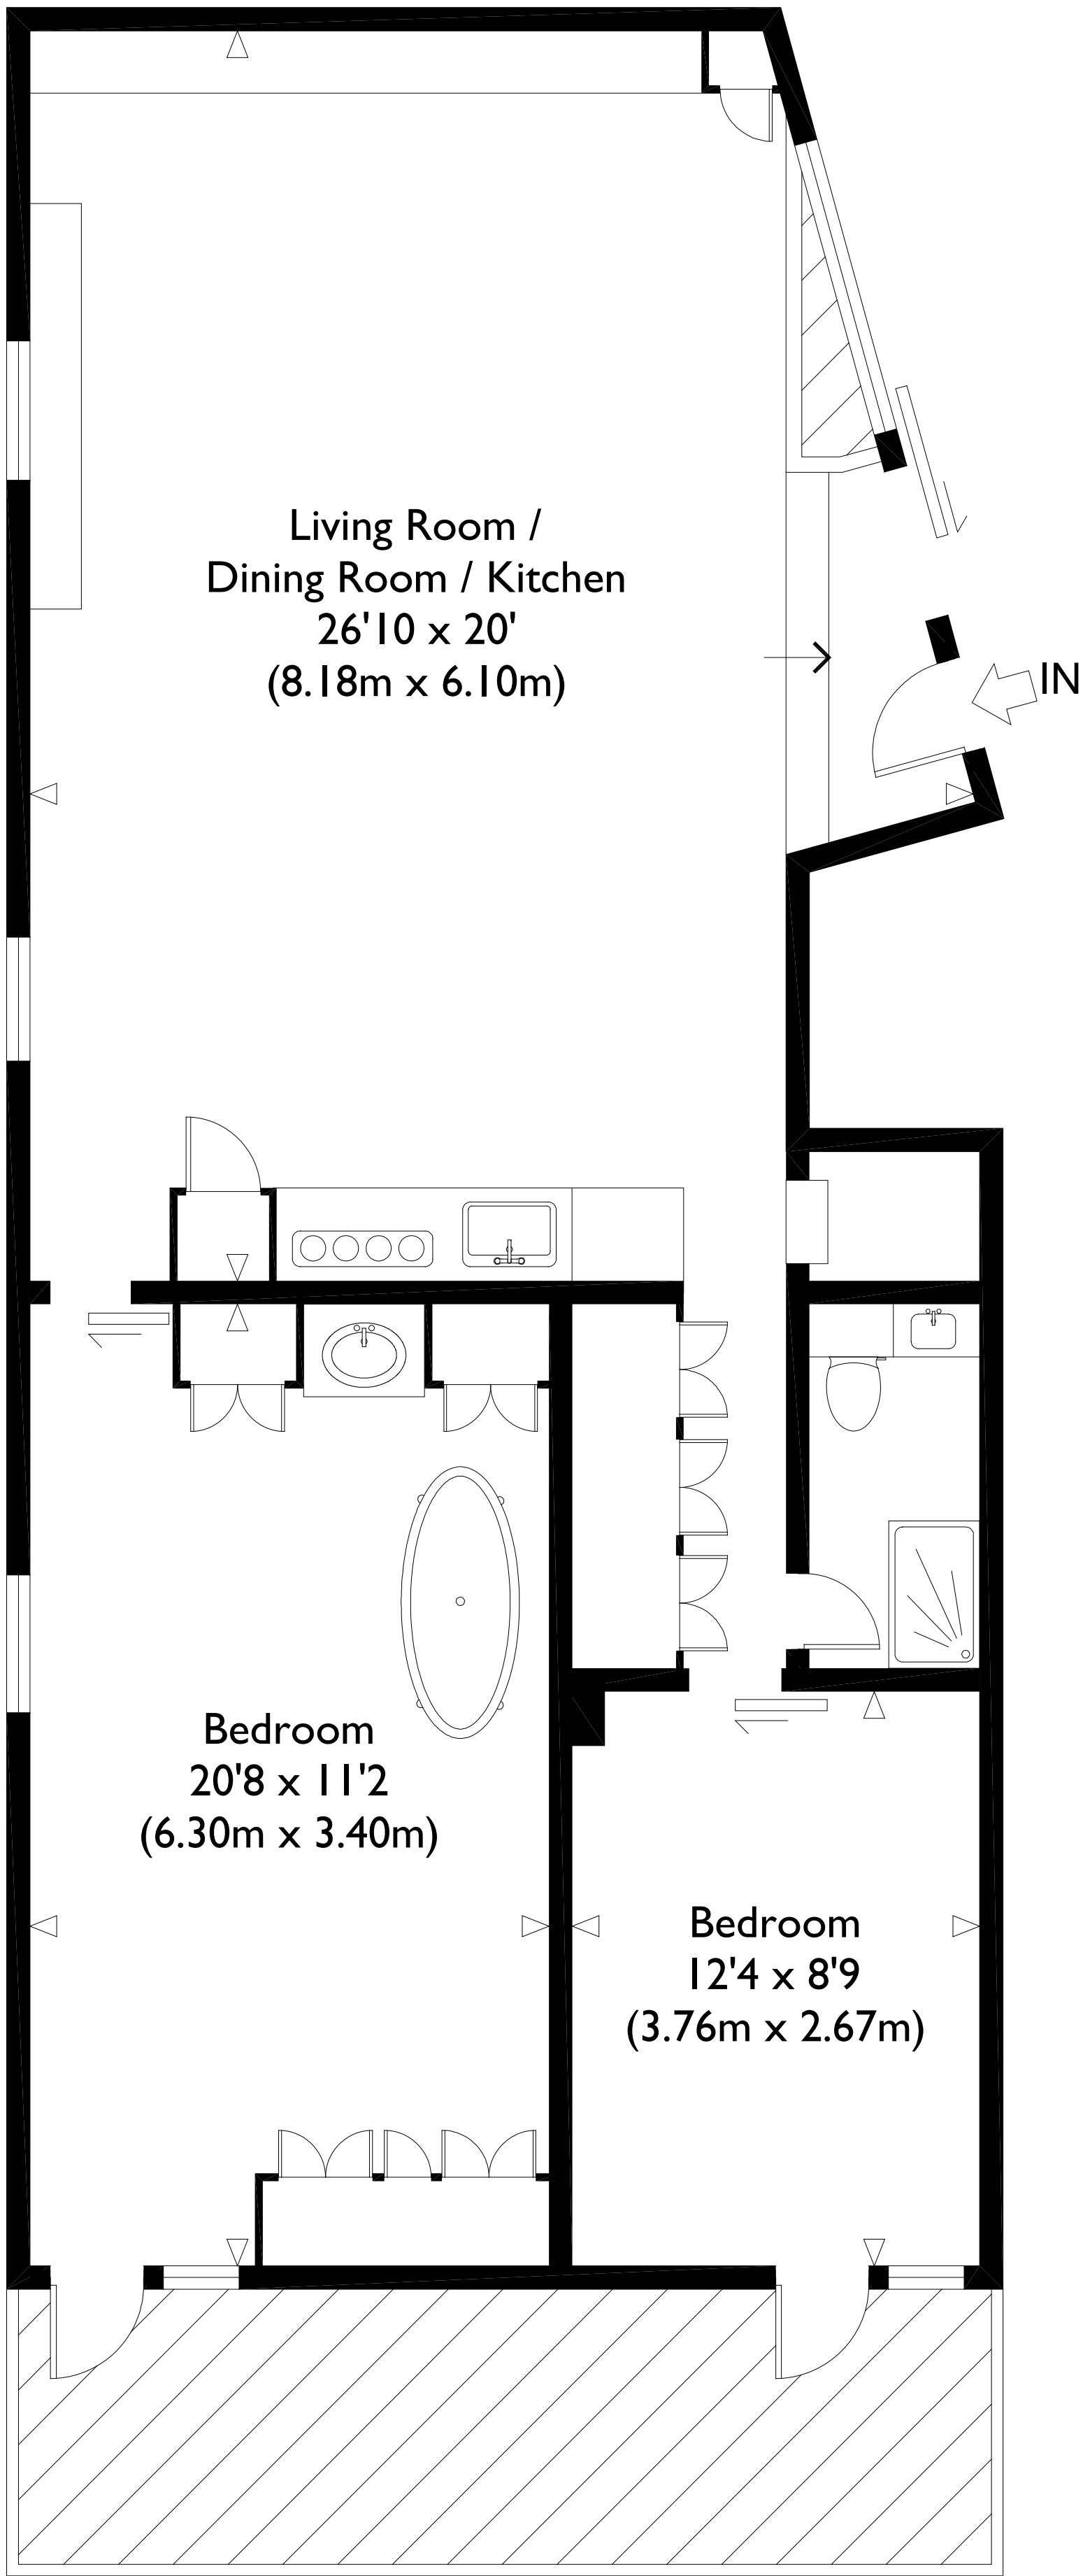 Living Room /
Dining Room / Kitchen
26'10 x 20'
(8.18m x 6.10m)
IN
Bedroom
20'8 x 11'2
(6.30m x 3.40m)
Bedroom
12'4 x 8'9
(3.76m x 2.67m)